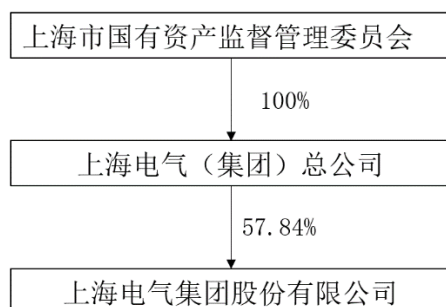 上海市国有资产监督管理委员会
100%
上海电气（集团）总公司
57.84%
上海电气集团股份有限公司